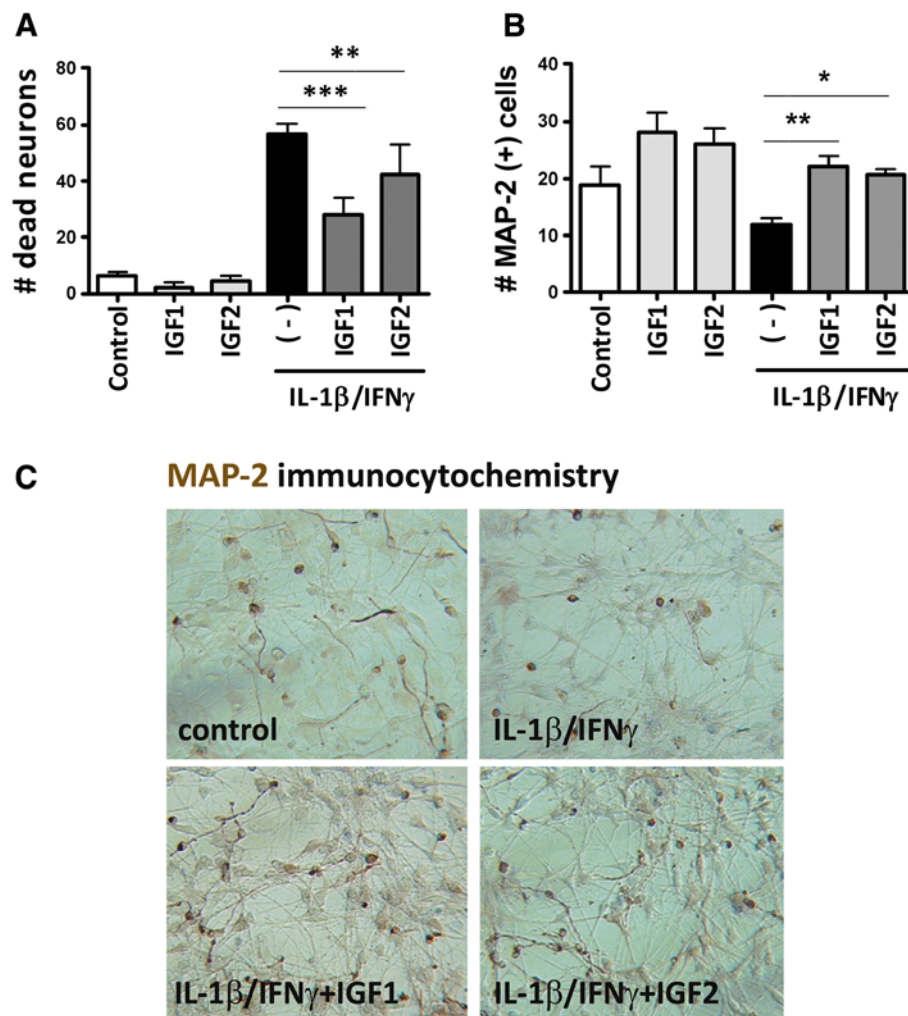 A
# dead neurons
80
60
40
20
0
**
***
Control
IGF1
IGF2
(-)
IGF1
IGF2
IL-1β/IFNγ
B
# MAP-2 (+) cells
40
30
20
10
0
*
**
Control
IGF1
IGF2
(-)
IGF1
IGF2
IL-1β/IFNγ
C
MAP-2 immunocytochemistry
control
IL-1β/IFNγ
IL-1β/IFNγ+IGF1
IL-1β/IFNγ+IGF2